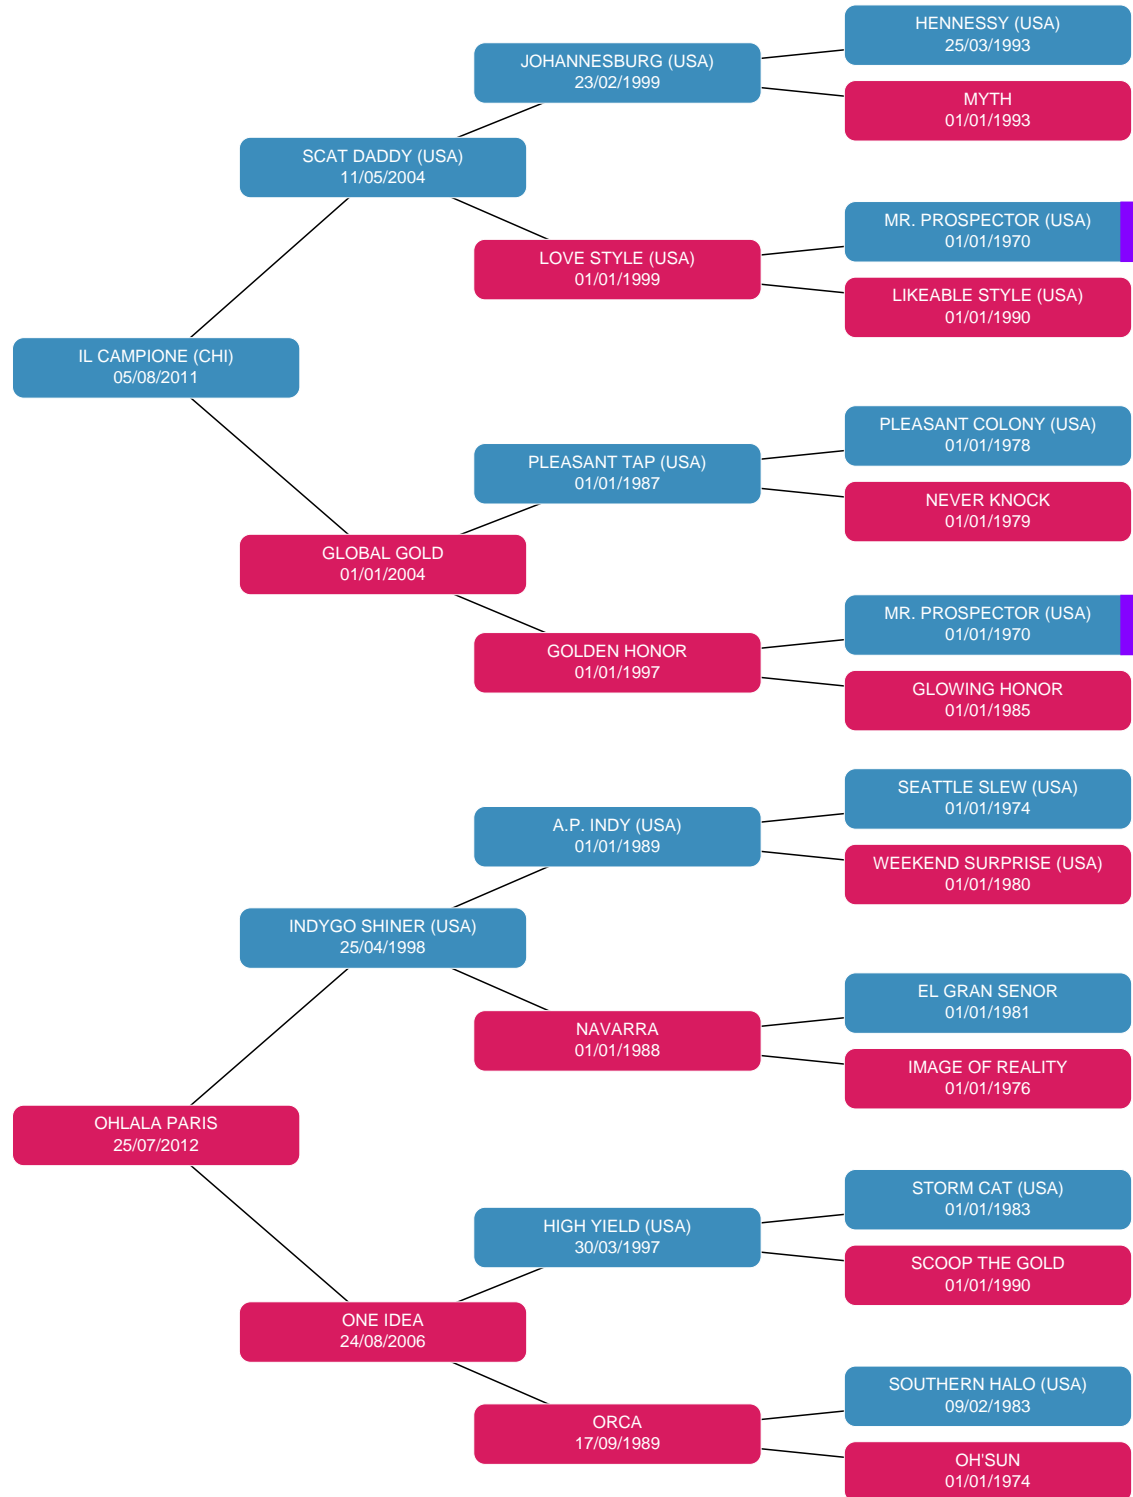 HENNESSY (USA)
25/03/1993
JOHANNESBURG (USA)
23/02/1999
MYTH
01/01/1993
SCAT DADDY (USA)
11/05/2004
MR. PROSPECTOR (USA)
01/01/1970
LOVE STYLE (USA)
01/01/1999
LIKEABLE STYLE (USA)
01/01/1990
IL CAMPIONE (CHI)
05/08/2011
PLEASANT COLONY (USA)
01/01/1978
PLEASANT TAP (USA)
01/01/1987
NEVER KNOCK
01/01/1979
GLOBAL GOLD
01/01/2004
MR. PROSPECTOR (USA)
01/01/1970
GOLDEN HONOR
01/01/1997
GLOWING HONOR
01/01/1985
SEATTLE SLEW (USA)
01/01/1974
A.P. INDY (USA)
01/01/1989
WEEKEND SURPRISE (USA)
01/01/1980
INDYGO SHINER (USA)
25/04/1998
EL GRAN SENOR
01/01/1981
NAVARRA
01/01/1988
IMAGE OF REALITY
01/01/1976
OHLALA PARIS
25/07/2012
STORM CAT (USA)
01/01/1983
HIGH YIELD (USA)
30/03/1997
SCOOP THE GOLD
01/01/1990
ONE IDEA
24/08/2006
SOUTHERN HALO (USA)
09/02/1983
ORCA
17/09/1989
OH'SUN
01/01/1974